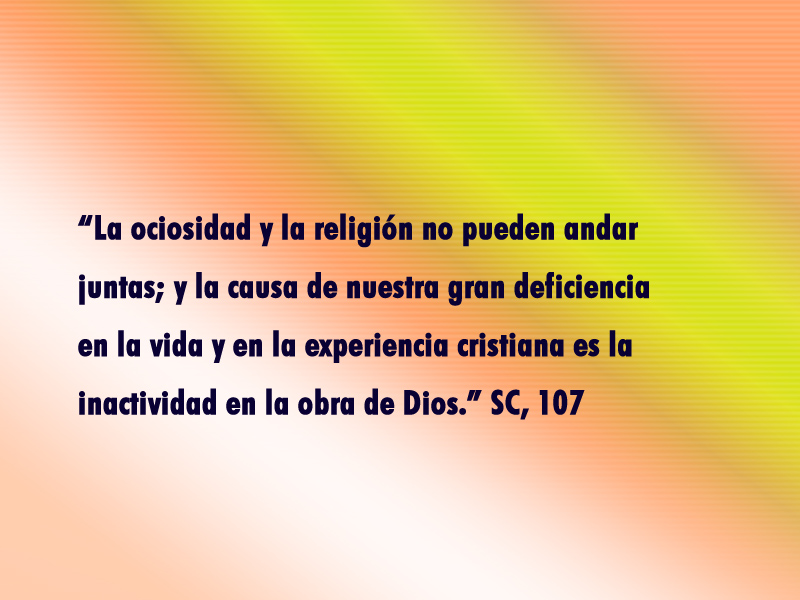 “La ociosidad y la religión no pueden andar
juntas; y la causa de nuestra gran deficiencia
en la vida y en la experiencia cristiana es la
inactividad en la obra de Dios.” SC, 107